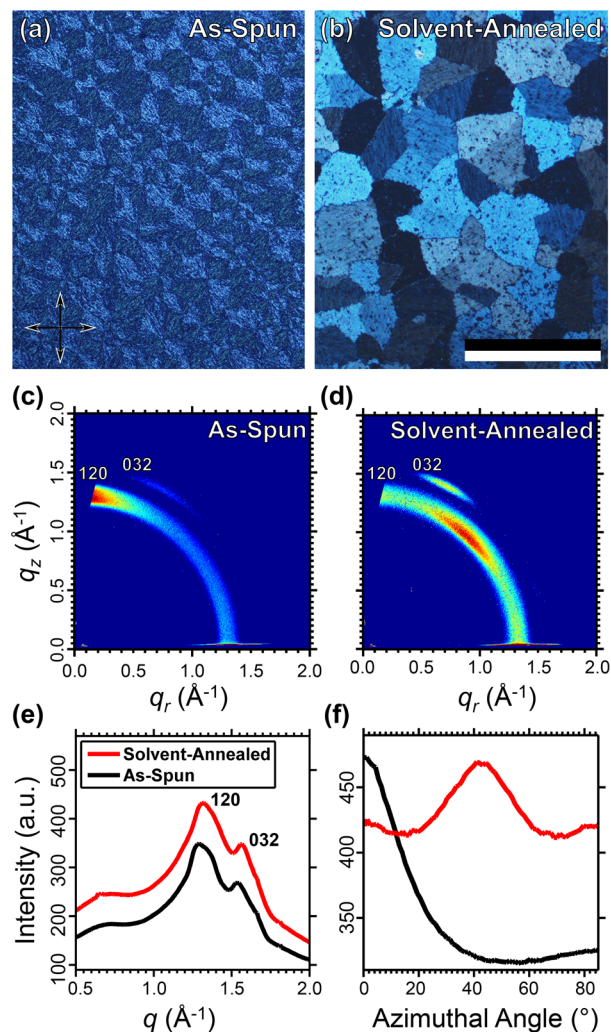 (a) As-Spun
(b) Solvent-Annealed
(c)
As-Spun
120
032
2.0
1.5
1.0
0.5
0.0
qz (Å-1)
0.0 0.5 1.0 1.5 2.0
qr (Å-1)
(d)
Solvent-Annealed
120
032
0.0 0.5 1.0 1.5 2.0
qr (Å-1)
(e)
Solvent-Annealed
As-Spun
120
032
500
400
300
200
100
Intensity (a.u.)
0.5 1.0 1.5 2.0
q (Å-1)
(f)
450
400
350
0 20 40 60 80
Azimuthal Angle (°)